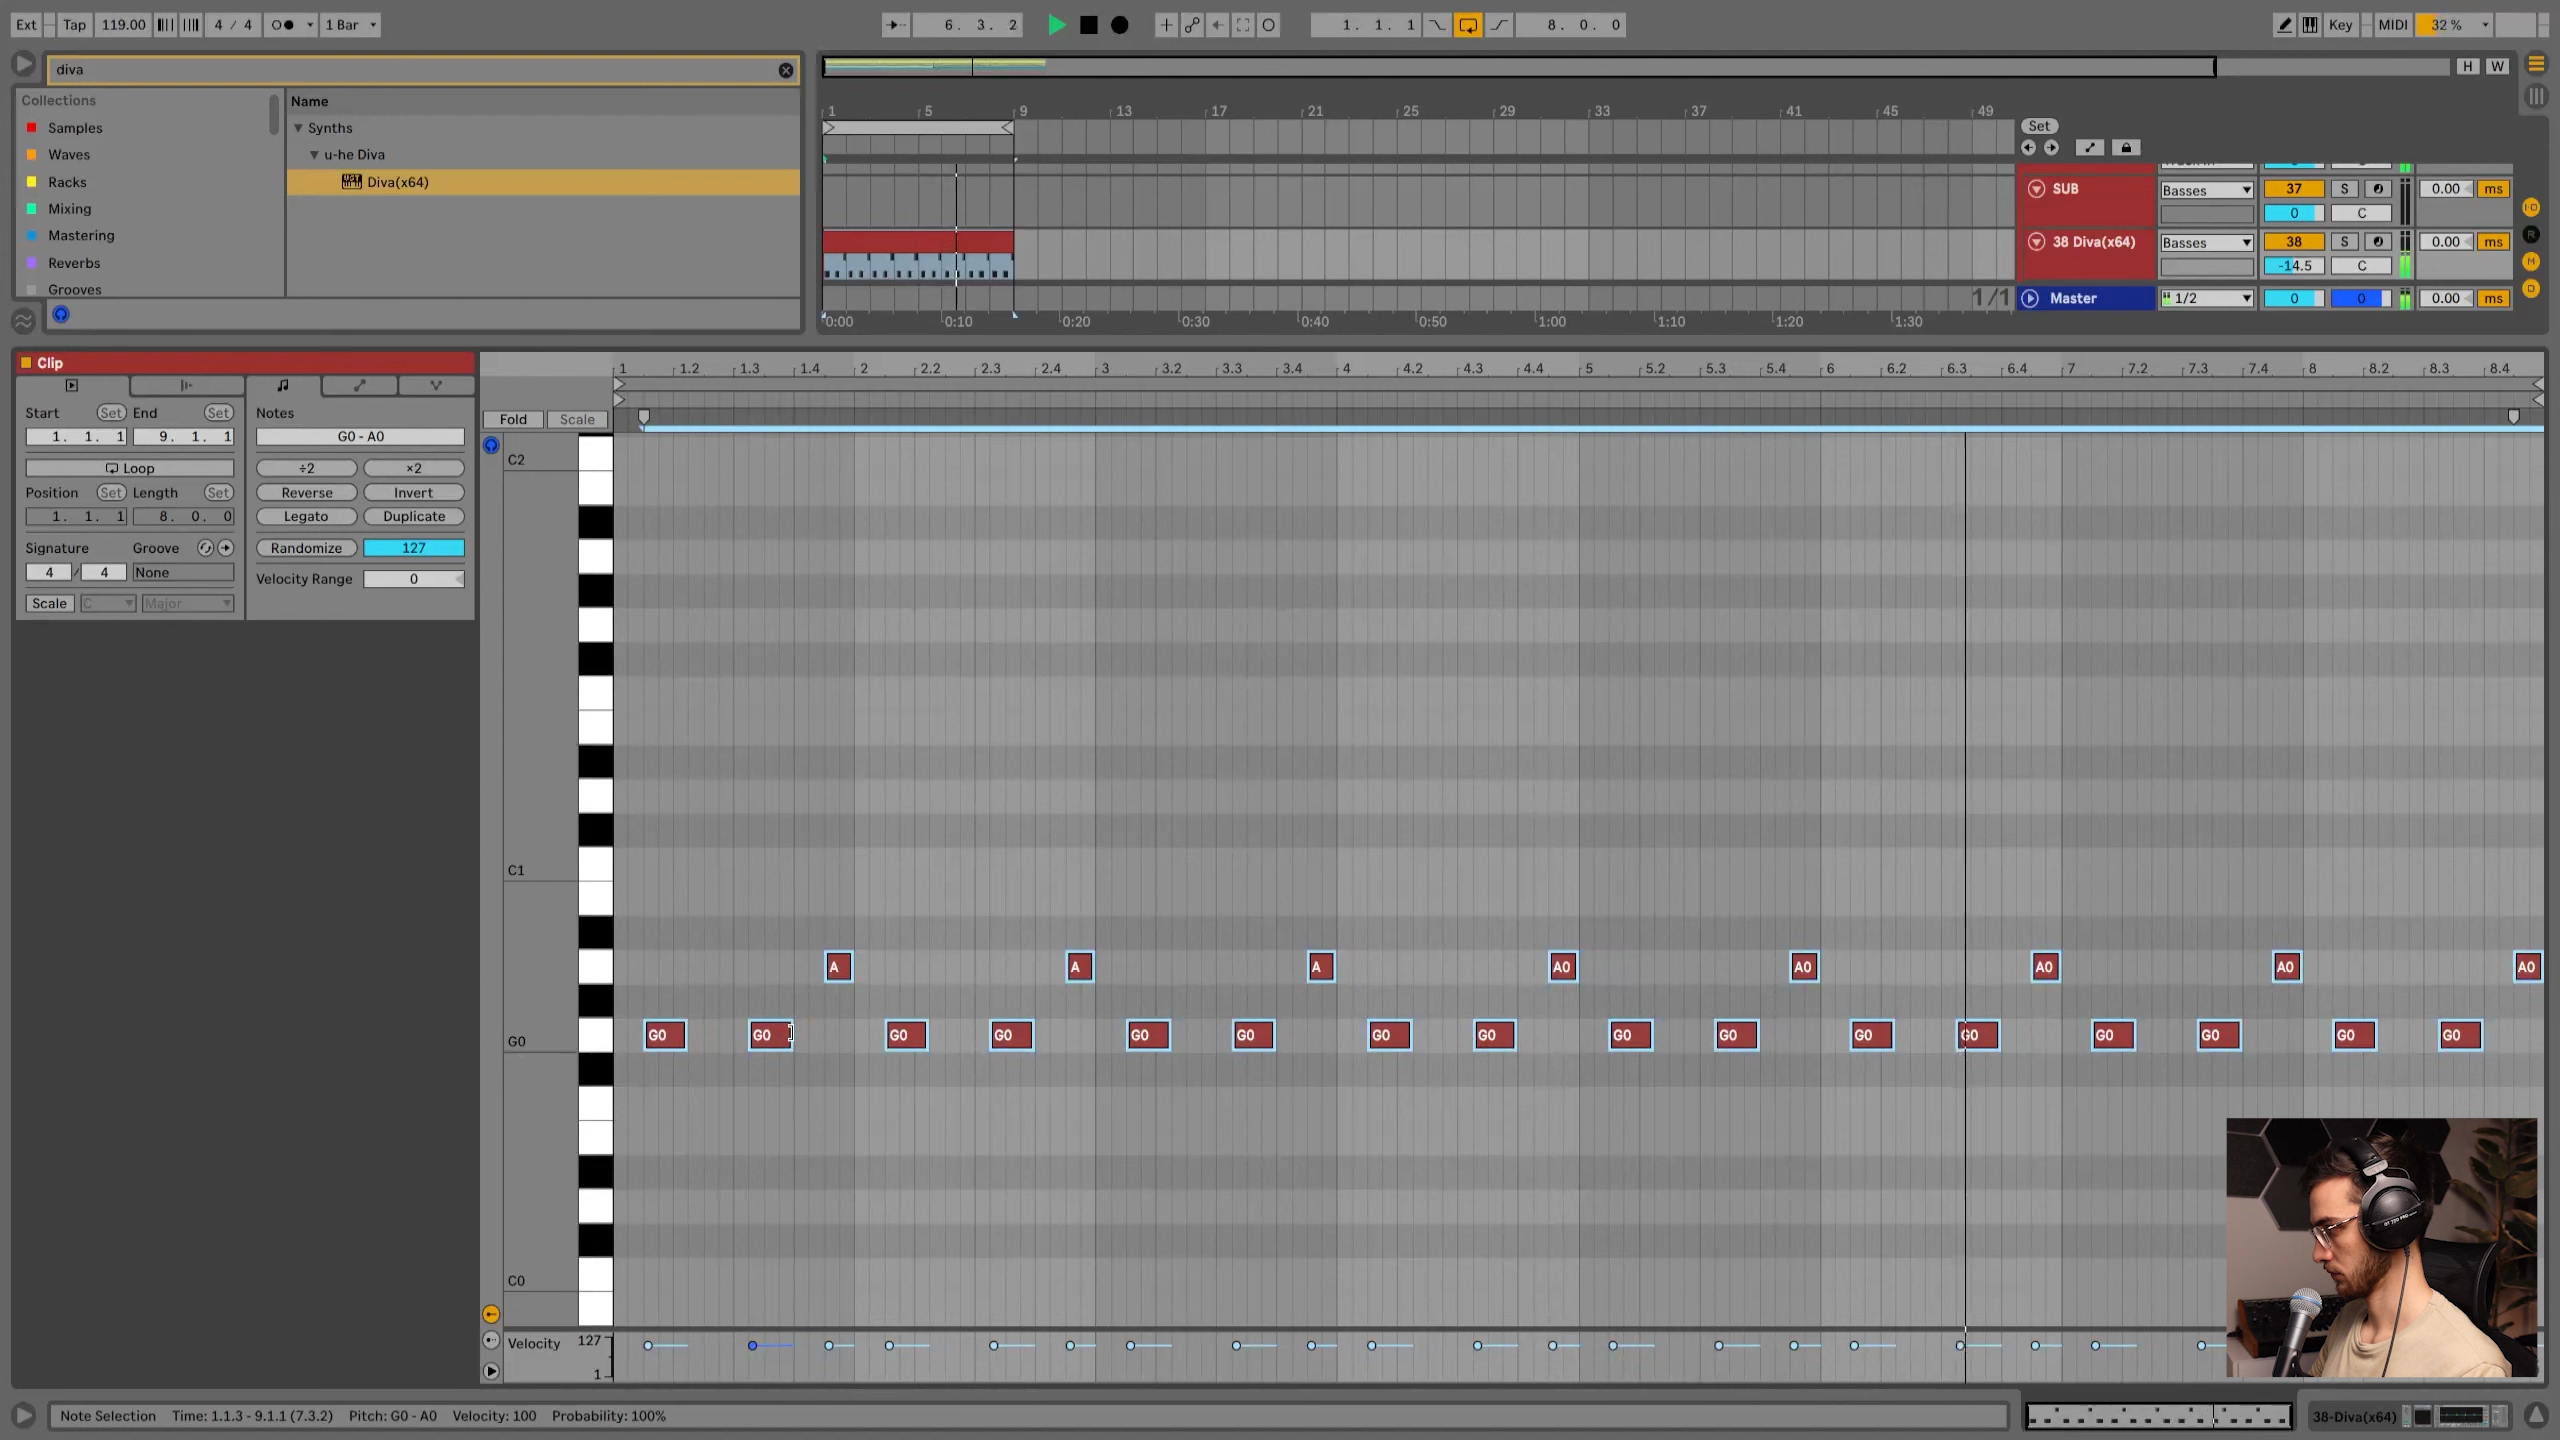 Ext Tap 119.00 4 / 4 1 Bar 6. 3. 2 1. 1. 1 8. 0. 0 Key MIDI 32 %
diva H W
Collections Name
Samples Synths
Waves u-he Diva
Racks Diva(x64)
Mixing
Mastering
Reverbs
Grooves
1 5 9 13 17 21 25 29 33 37 41 45 49
Set
SUB Basses 37 S 0.00 ms
0 C
38 Diva(x64) Basses 38 S 0.00 ms
-14.5 C
1/1 Master 1/2 0 0 0.00 ms
0:00 0:10 0:20 0:30 0:40 0:50 1:00 1:10 1:20 1:30
Clip
1 1.2 1.3 1.4 2 2.2 2.3 2.4 3 3.2 3.3 3.4 4 4.2 4.3 4.4 5 5.2 5.3 5.4 6 6.2 6.3 6.4 7 7.2 7.3 7.4 8 8.2 8.3 8.4
Start Set End Set Notes
1. 1. 1 9. 1. 1 G0 - A0
Fold Scale
Loop ÷2 ×2
Position Set Length Set Reverse Invert
1. 1. 1 8. 0. 0 Legato Duplicate
Signature Groove Randomize 127
4 / 4 None Velocity Range 0
Scale C Major
C2
C1
A A A A0 A0 A0 A0 A0
G0 G0 G0 G0 G0 G0 G0 G0 G0 G0 G0 G0 G0 G0 G0 G0 G0
C0
Velocity 127
1
Note Selection Time: 1.1.3 - 9.1.1 (7.3.2) Pitch: G0 - A0 Velocity: 100 Probability: 100% 38-Diva(x64)